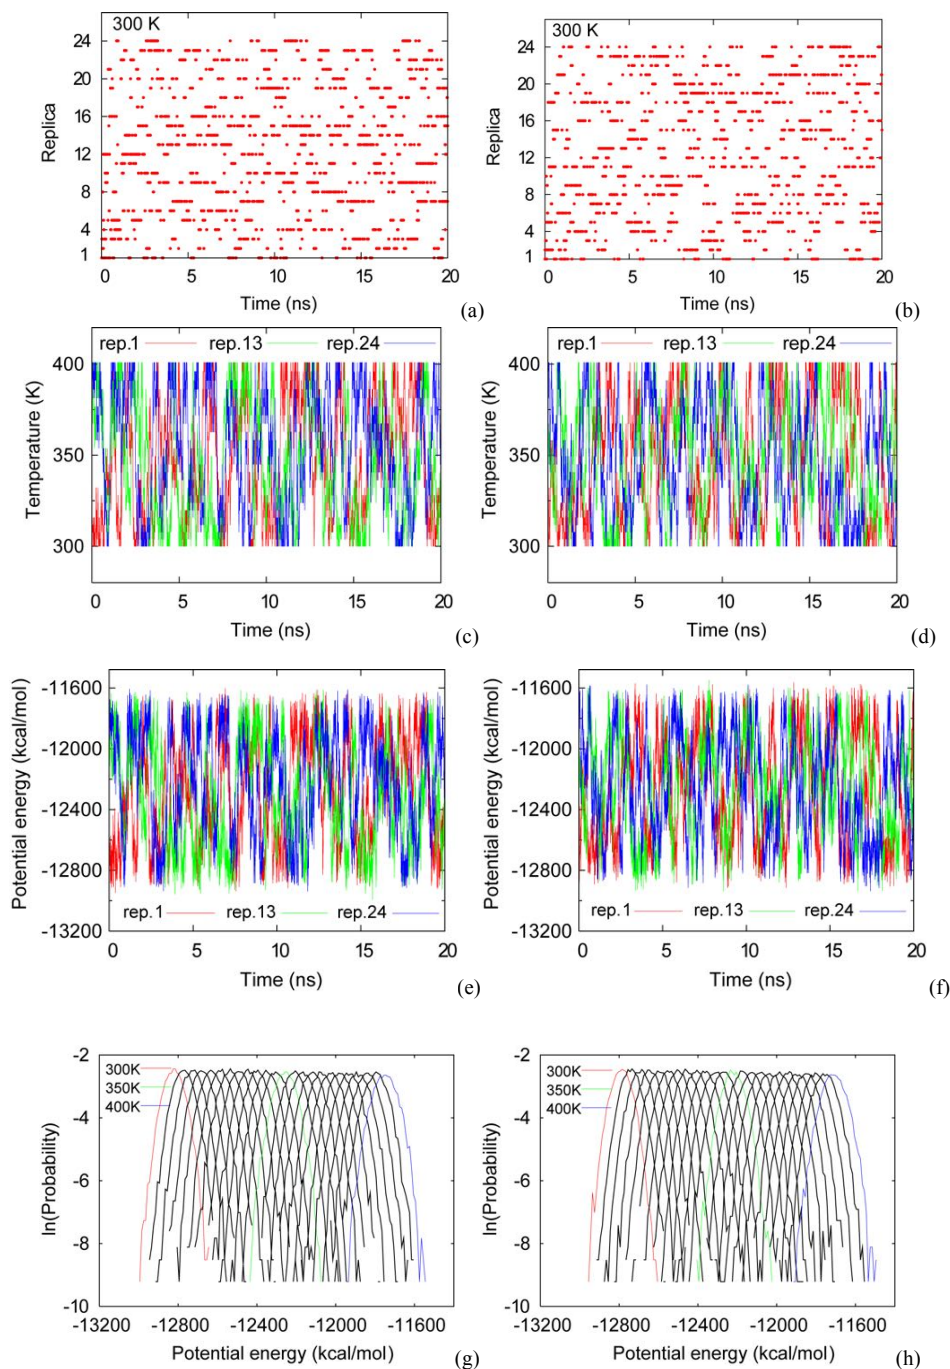 300 K
24
20
16
12
8
4
1
Replica
0 5 10 15 20
Time (ns)
(a)
300 K
24
20
16
12
8
4
1
Replica
0 5 10 15 20
Time (ns)
(b)
rep.1 rep.13 rep.24
400
350
300
Temperature (K)
0 5 10 15 20
Time (ns)
(c)
rep.1 rep.13 rep.24
400
350
300
Temperature (K)
0 5 10 15 20
Time (ns)
(d)
-11600
-12000
-12400
-12800
-13200
Potential energy (kcal/mol)
rep.1 rep.13 rep.24
0 5 10 15 20
Time (ns)
(e)
-11600
-12000
-12400
-12800
-13200
Potential energy (kcal/mol)
rep.1 rep.13 rep.24
0 5 10 15 20
Time (ns)
(f)
-2
-4
-6
-8
-10
ln(Probability)
300K
350K
400K
-13200 -12800 -12400 -12000 -11600
Potential energy (kcal/mol)
(g)
-2
-4
-6
-8
-10
ln(Probability)
300K
350K
400K
-13200 -12800 -12400 -12000 -11600
Potential energy (kcal/mol)
(h)